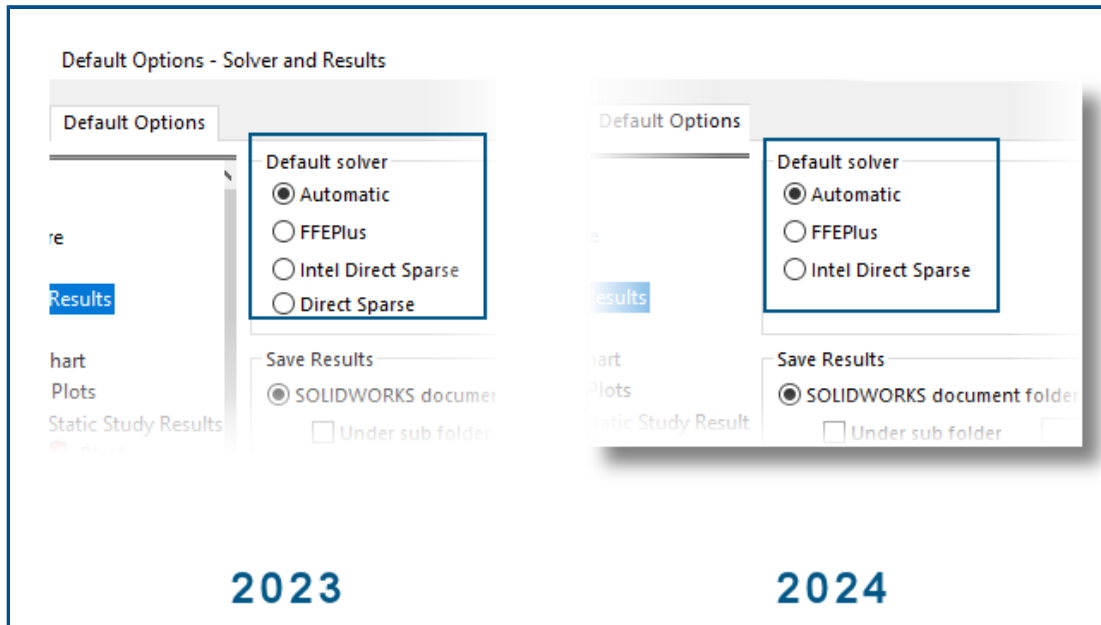 Default Options - Solver and Results
Default Options
Default solver
Automatic
FFEPlus
Intel Direct Sparse
Direct Sparse
re
Results
hart
Plots
Static Study Results
Save Results
SOLIDWORKS documen
Under sub folder
2023
Default Options
Default solver
Automatic
FFEPlus
Intel Direct Sparse
e
esults
hart
Plots
tatic Study Result
Save Results
SOLIDWORKS document folder
Under sub folder
2024